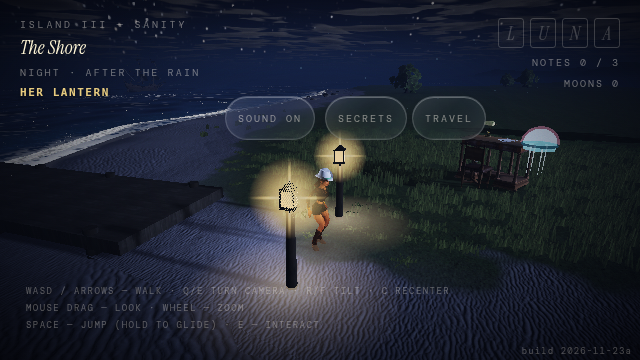 ISLAND III — SANITY
The Shore
NIGHT · AFTER THE RAIN
HER LANTERN
LUNA
NOTES 0 / 3
MOONS 0
SOUND ON
SECRETS
TRAVEL
WASD / ARROWS — WALK · Q/E TURN CAMERA · R/F TILT · C RECENTER
MOUSE DRAG — LOOK · WHEEL — ZOOM
SPACE — JUMP (HOLD TO GLIDE) · E — INTERACT
build 2026-11-23a